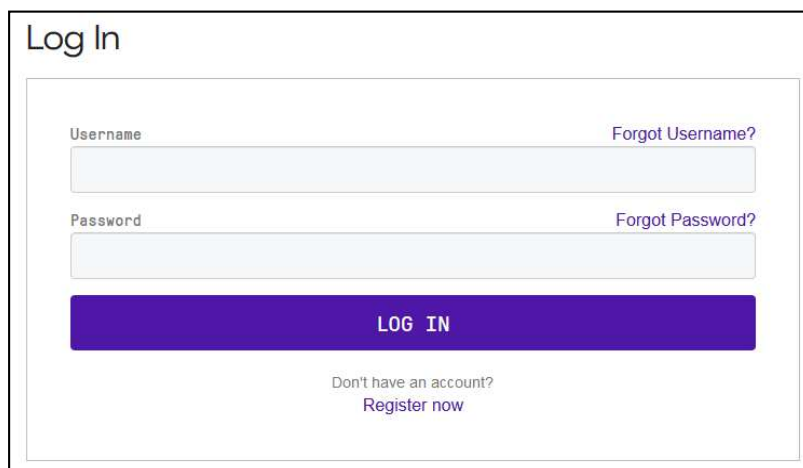 Log In
Username Forgot Username?
Password Forgot Password?
LOG IN
Don't have an account?
Register now